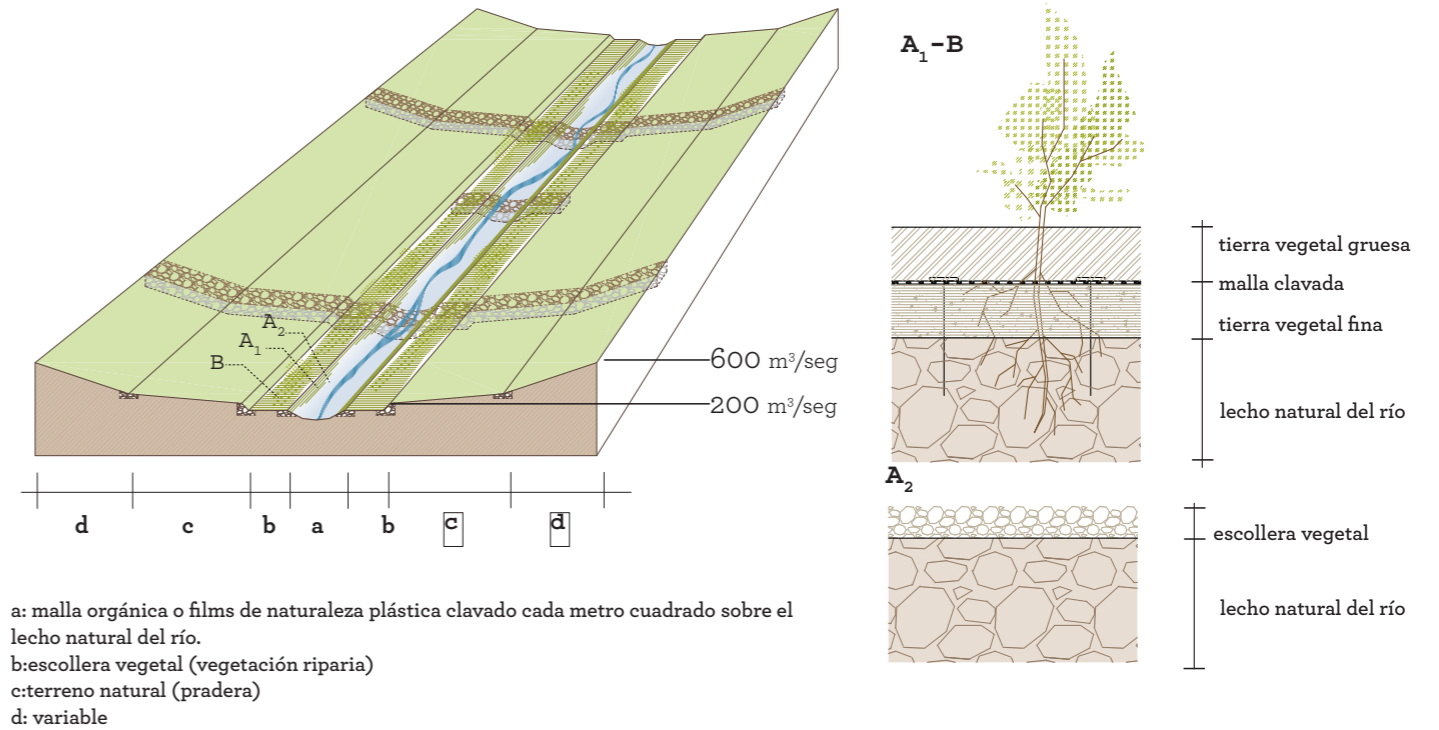 A₂
A₁
B
600 m³/seg
200 m³/seg
d c b a b c d
a: malla orgánica o films de naturaleza plástica clavado cada metro cuadrado sobre el
lecho natural del río.
b:escollera vegetal (vegetación riparia)
c:terreno natural (pradera)
d: variable
A₁-B
tierra vegetal gruesa
malla clavada
tierra vegetal fina
lecho natural del río
A₂
escollera vegetal
lecho natural del río